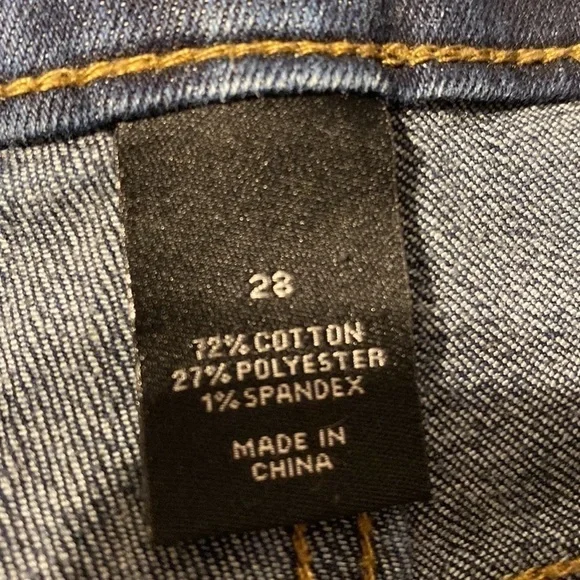 28
72% COTTON
27% POLYESTER
1% SPANDEX
MADE IN
CHINA